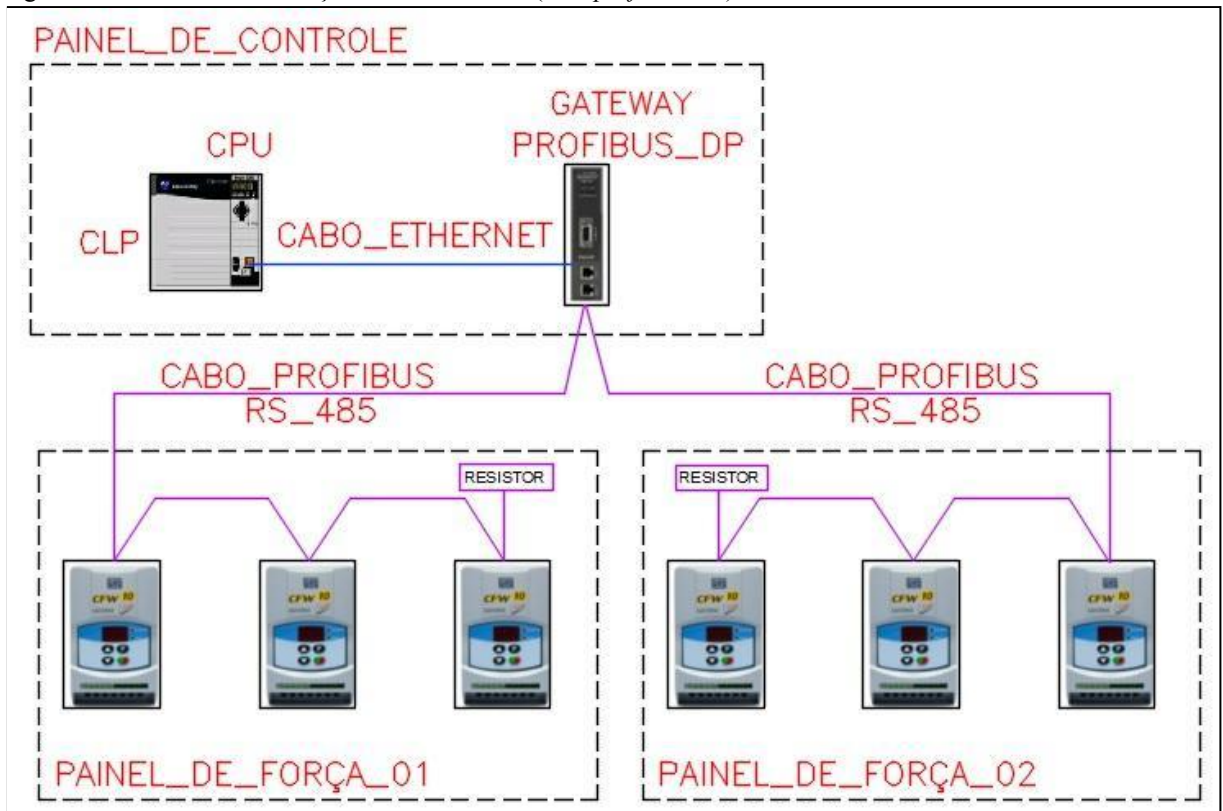 PAINEL_DE_CONTROLE
GATEWAY
PROFIBUS_DP
CPU
CLP
CABO_ETHERNET
CABO_PROFIBUS
RS_485
CABO_PROFIBUS
RS_485
RESISTOR
RESISTOR
CFW 10
CFW 10
CFW 10
CFW 10
CFW 10
CFW 10
PAINEL_DE_FORÇA_01
PAINEL_DE_FORÇA_02